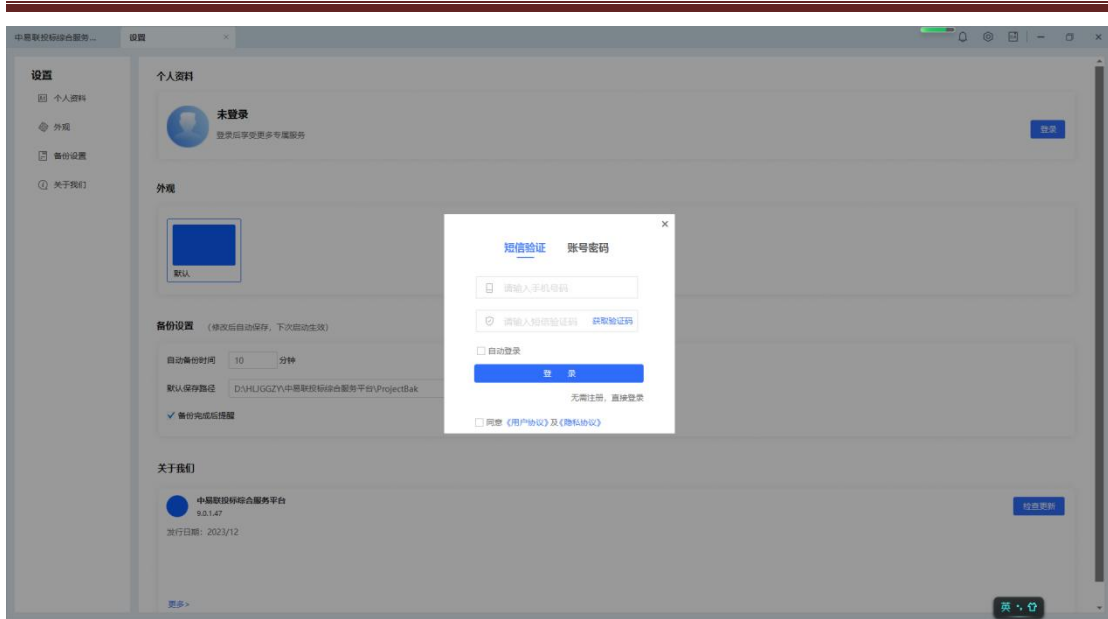 中易联投标综合服务...
设置
设置
个人资料
外观
备份设置
关于我们
个人资料
未登录
登录后享受更多专属服务
登录
外观
默认
备份设置 （修改后自动保存，下次启动生效）
自动备份时间 10 分钟
默认保存路径 D:\HLJGGZY\中易联投标综合服务平台\ProjectBak
备份完成后提醒
关于我们
中易联投标综合服务平台
9.0.1.47
发行日期：2023/12
检查更新
更多>
短信验证 账号密码
请输入手机号码
请输入短信验证码 获取验证码
自动登录
登 录
无需注册，直接登录
同意《用户协议》及《隐私协议》
英